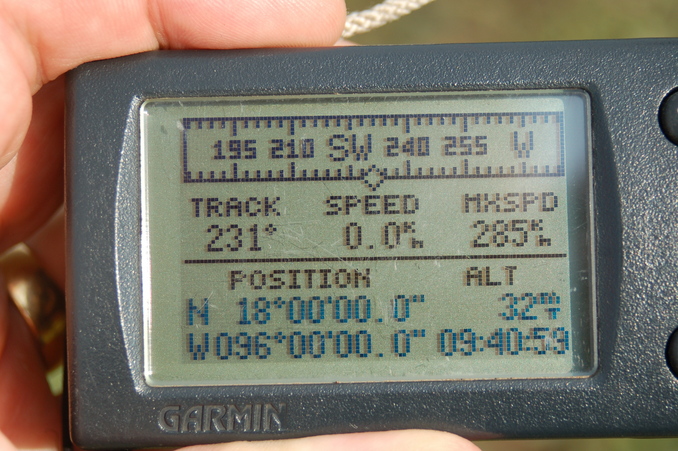 195 210 SW 240 255 W
TRACK SPEED MXSPD
231° 0.0 285
POSITION ALT
N 18°00'00.0" 32
W096°00'00.0" 09:40:59
GARMIN